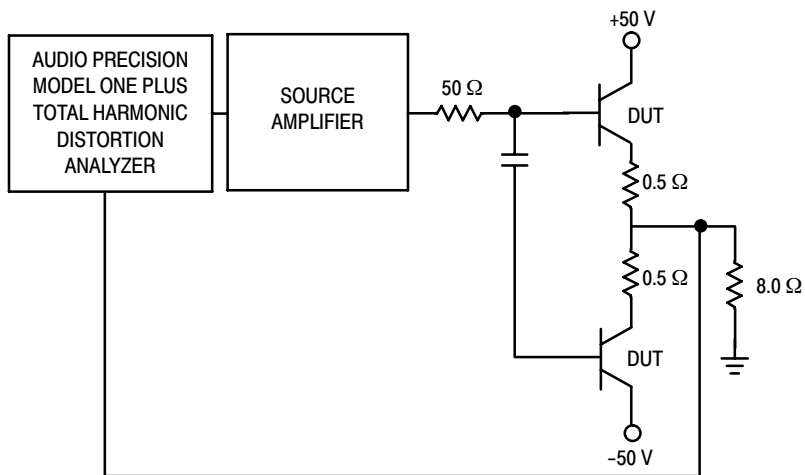 AUDIO PRECISION
MODEL ONE PLUS
TOTAL HARMONIC
DISTORTION
ANALYZER
SOURCE
AMPLIFIER
50 Ω
+50 V
DUT
0.5 Ω
0.5 Ω
8.0 Ω
DUT
−50 V